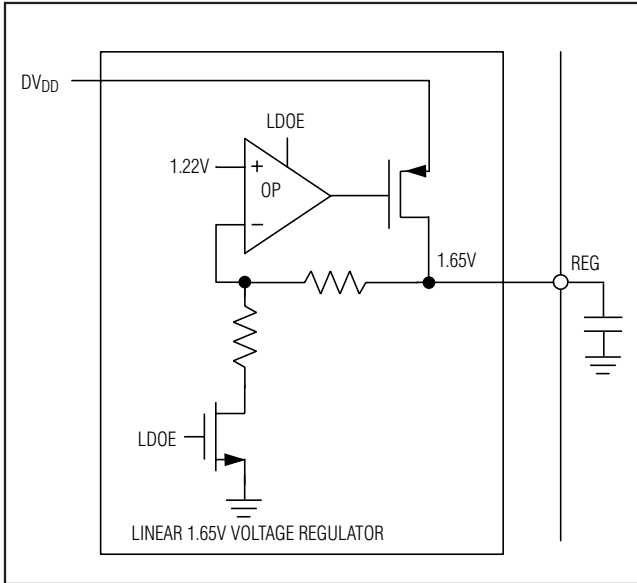 DVDD
LDOE
1.22V
+
OP
−
1.65V
REG
LDOE
LINEAR 1.65V VOLTAGE REGULATOR